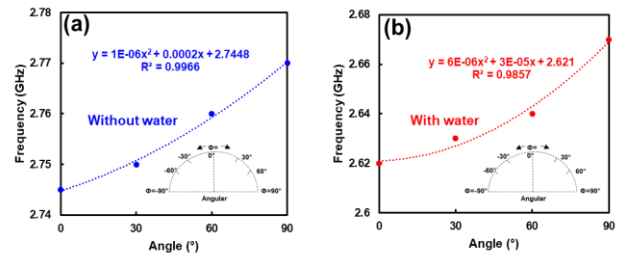 (a)
y = 1E-06x² + 0.0002x + 2.7448
R² = 0.9966
Without water
Frequency (GHz)
2.78
2.77
2.76
2.75
2.74
0
30
60
90
Angle (°)
Φ=
0°
-30°
30°
-60°
60°
Φ=-90°
Φ=90°
Angular
(b)
y = 6E-06x² + 3E-05x + 2.621
R² = 0.9857
With water
Frequency (GHz)
2.68
2.66
2.64
2.62
2.6
0
30
60
90
Angle (°)
Φ=
0°
-30°
30°
-60°
60°
Φ=-90°
Φ=90°
Angular